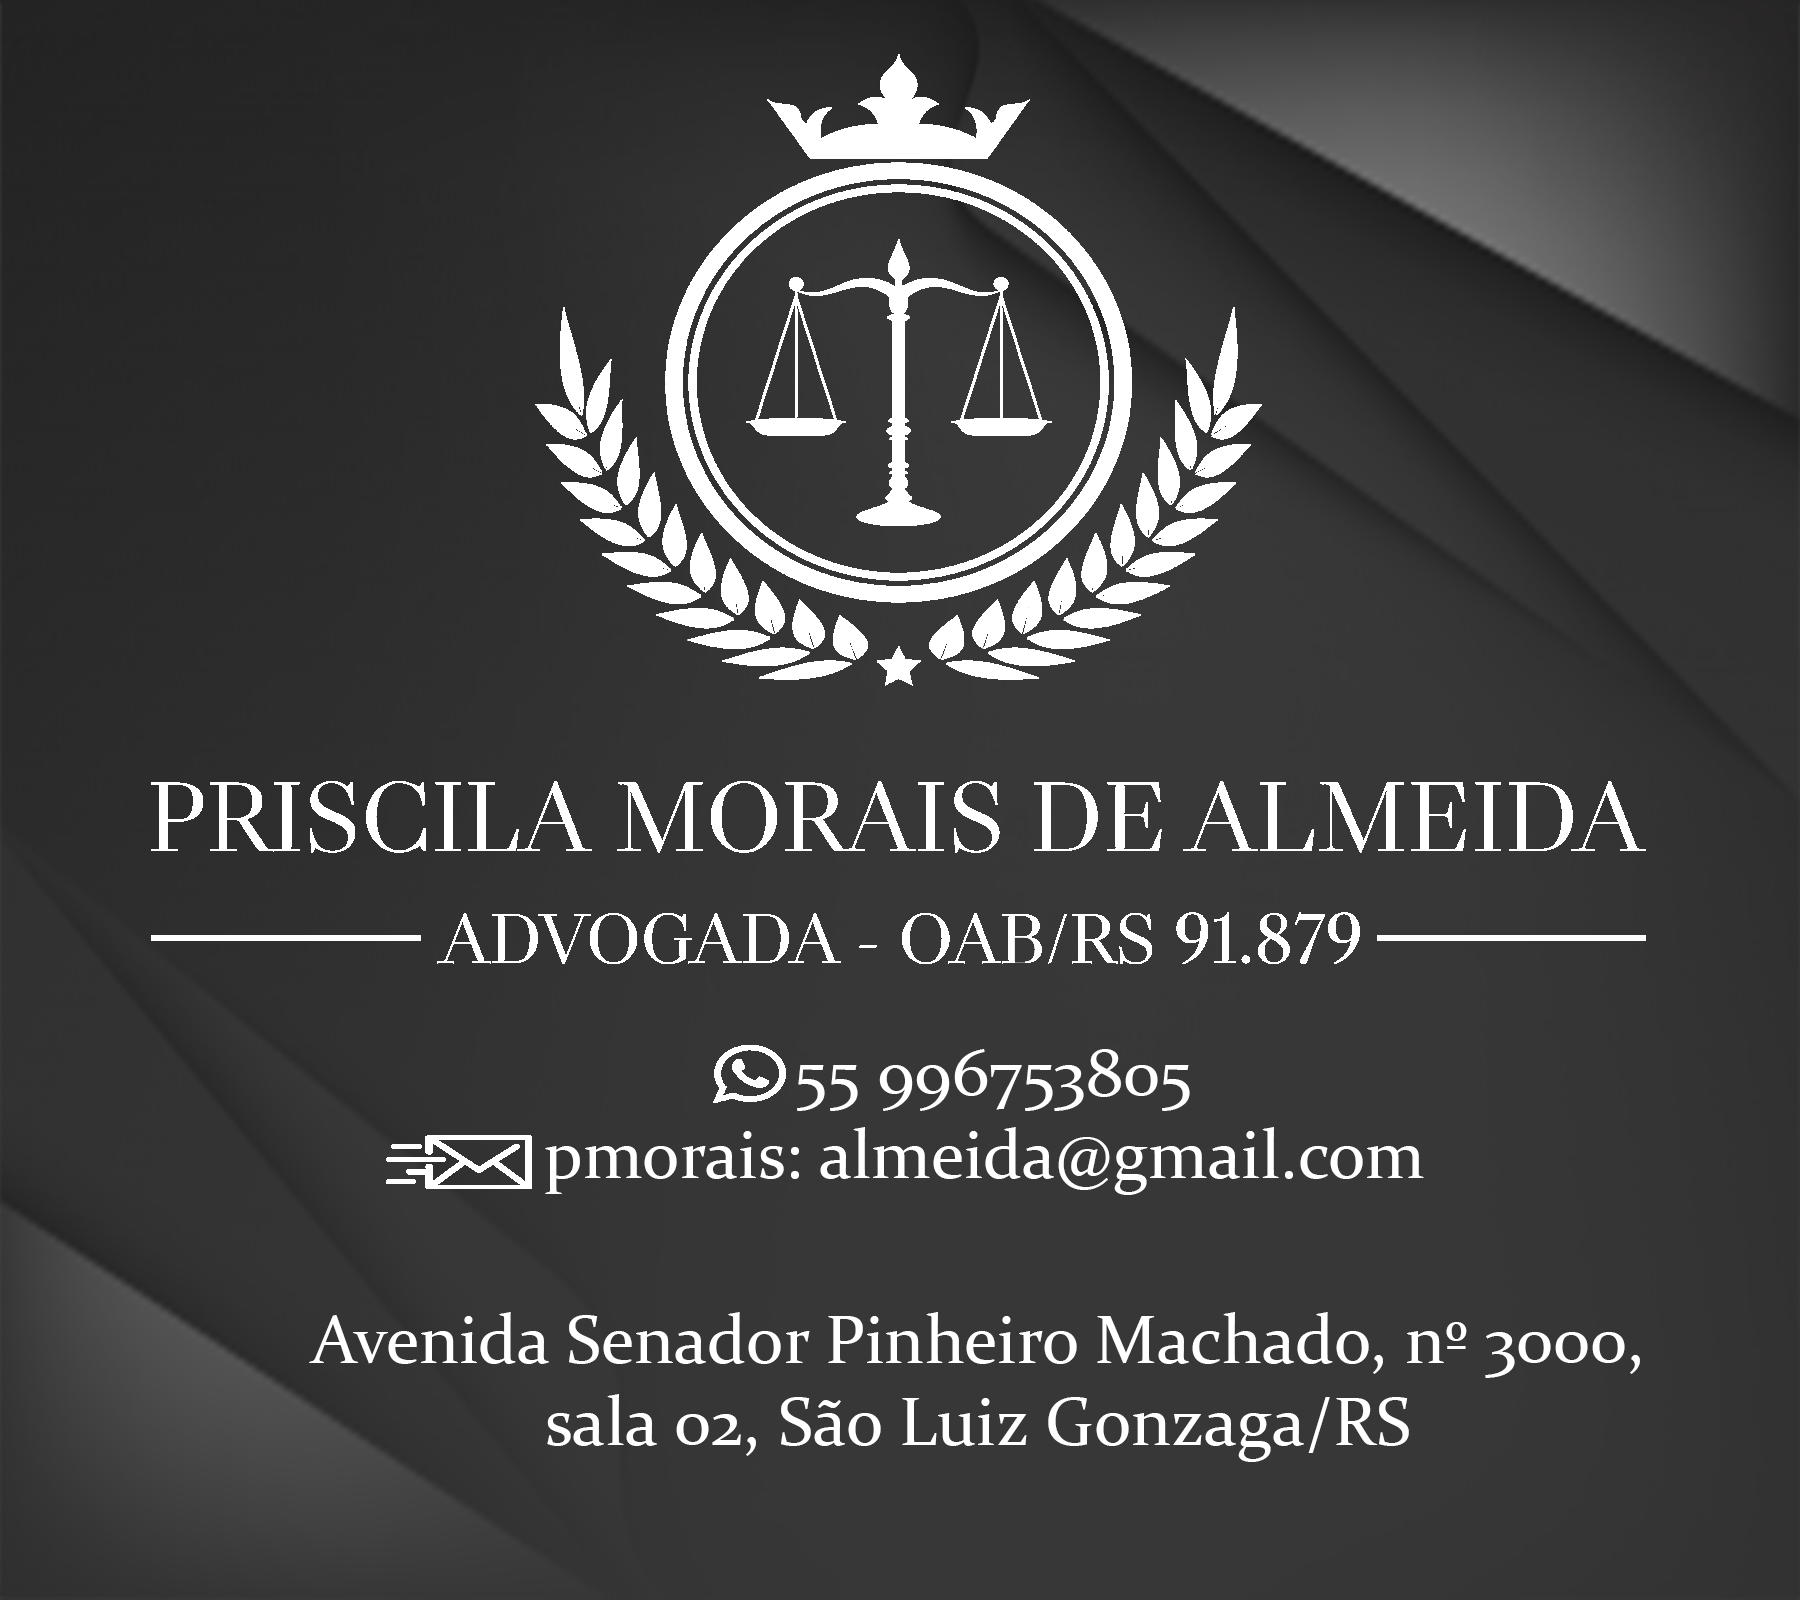 PRISCILA MORAIS DE ALMEIDA
ADVOGADA - OAB/RS 91.879
55 996753805
pmorais: almeida@gmail.com
Avenida Senador Pinheiro Machado, nº 3000,
sala 02, São Luiz Gonzaga/RS